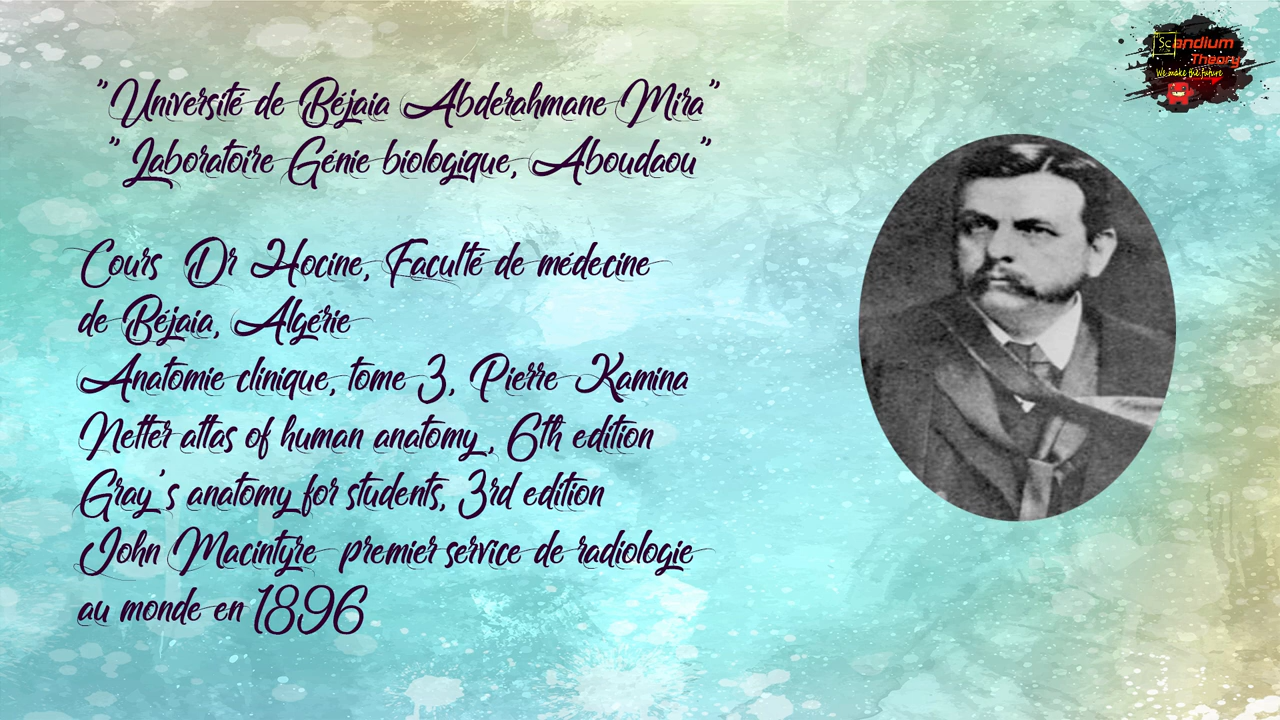 "Université de Béjaia Abderahmane Mira"
"Laboratoire Génie biologique, Aboudaou"
Cours Dr Hocine, Faculté de médecine
de Béjaia, Algérie
Anatomie clinique, tome 3, Pierre Kamina
Netter atlas of human anatomy, 6th edition
Gray's anatomy for students, 3rd edition
John Macintyre premier service de radiologie
au monde en 1896
Scandium
Theory
We make the future